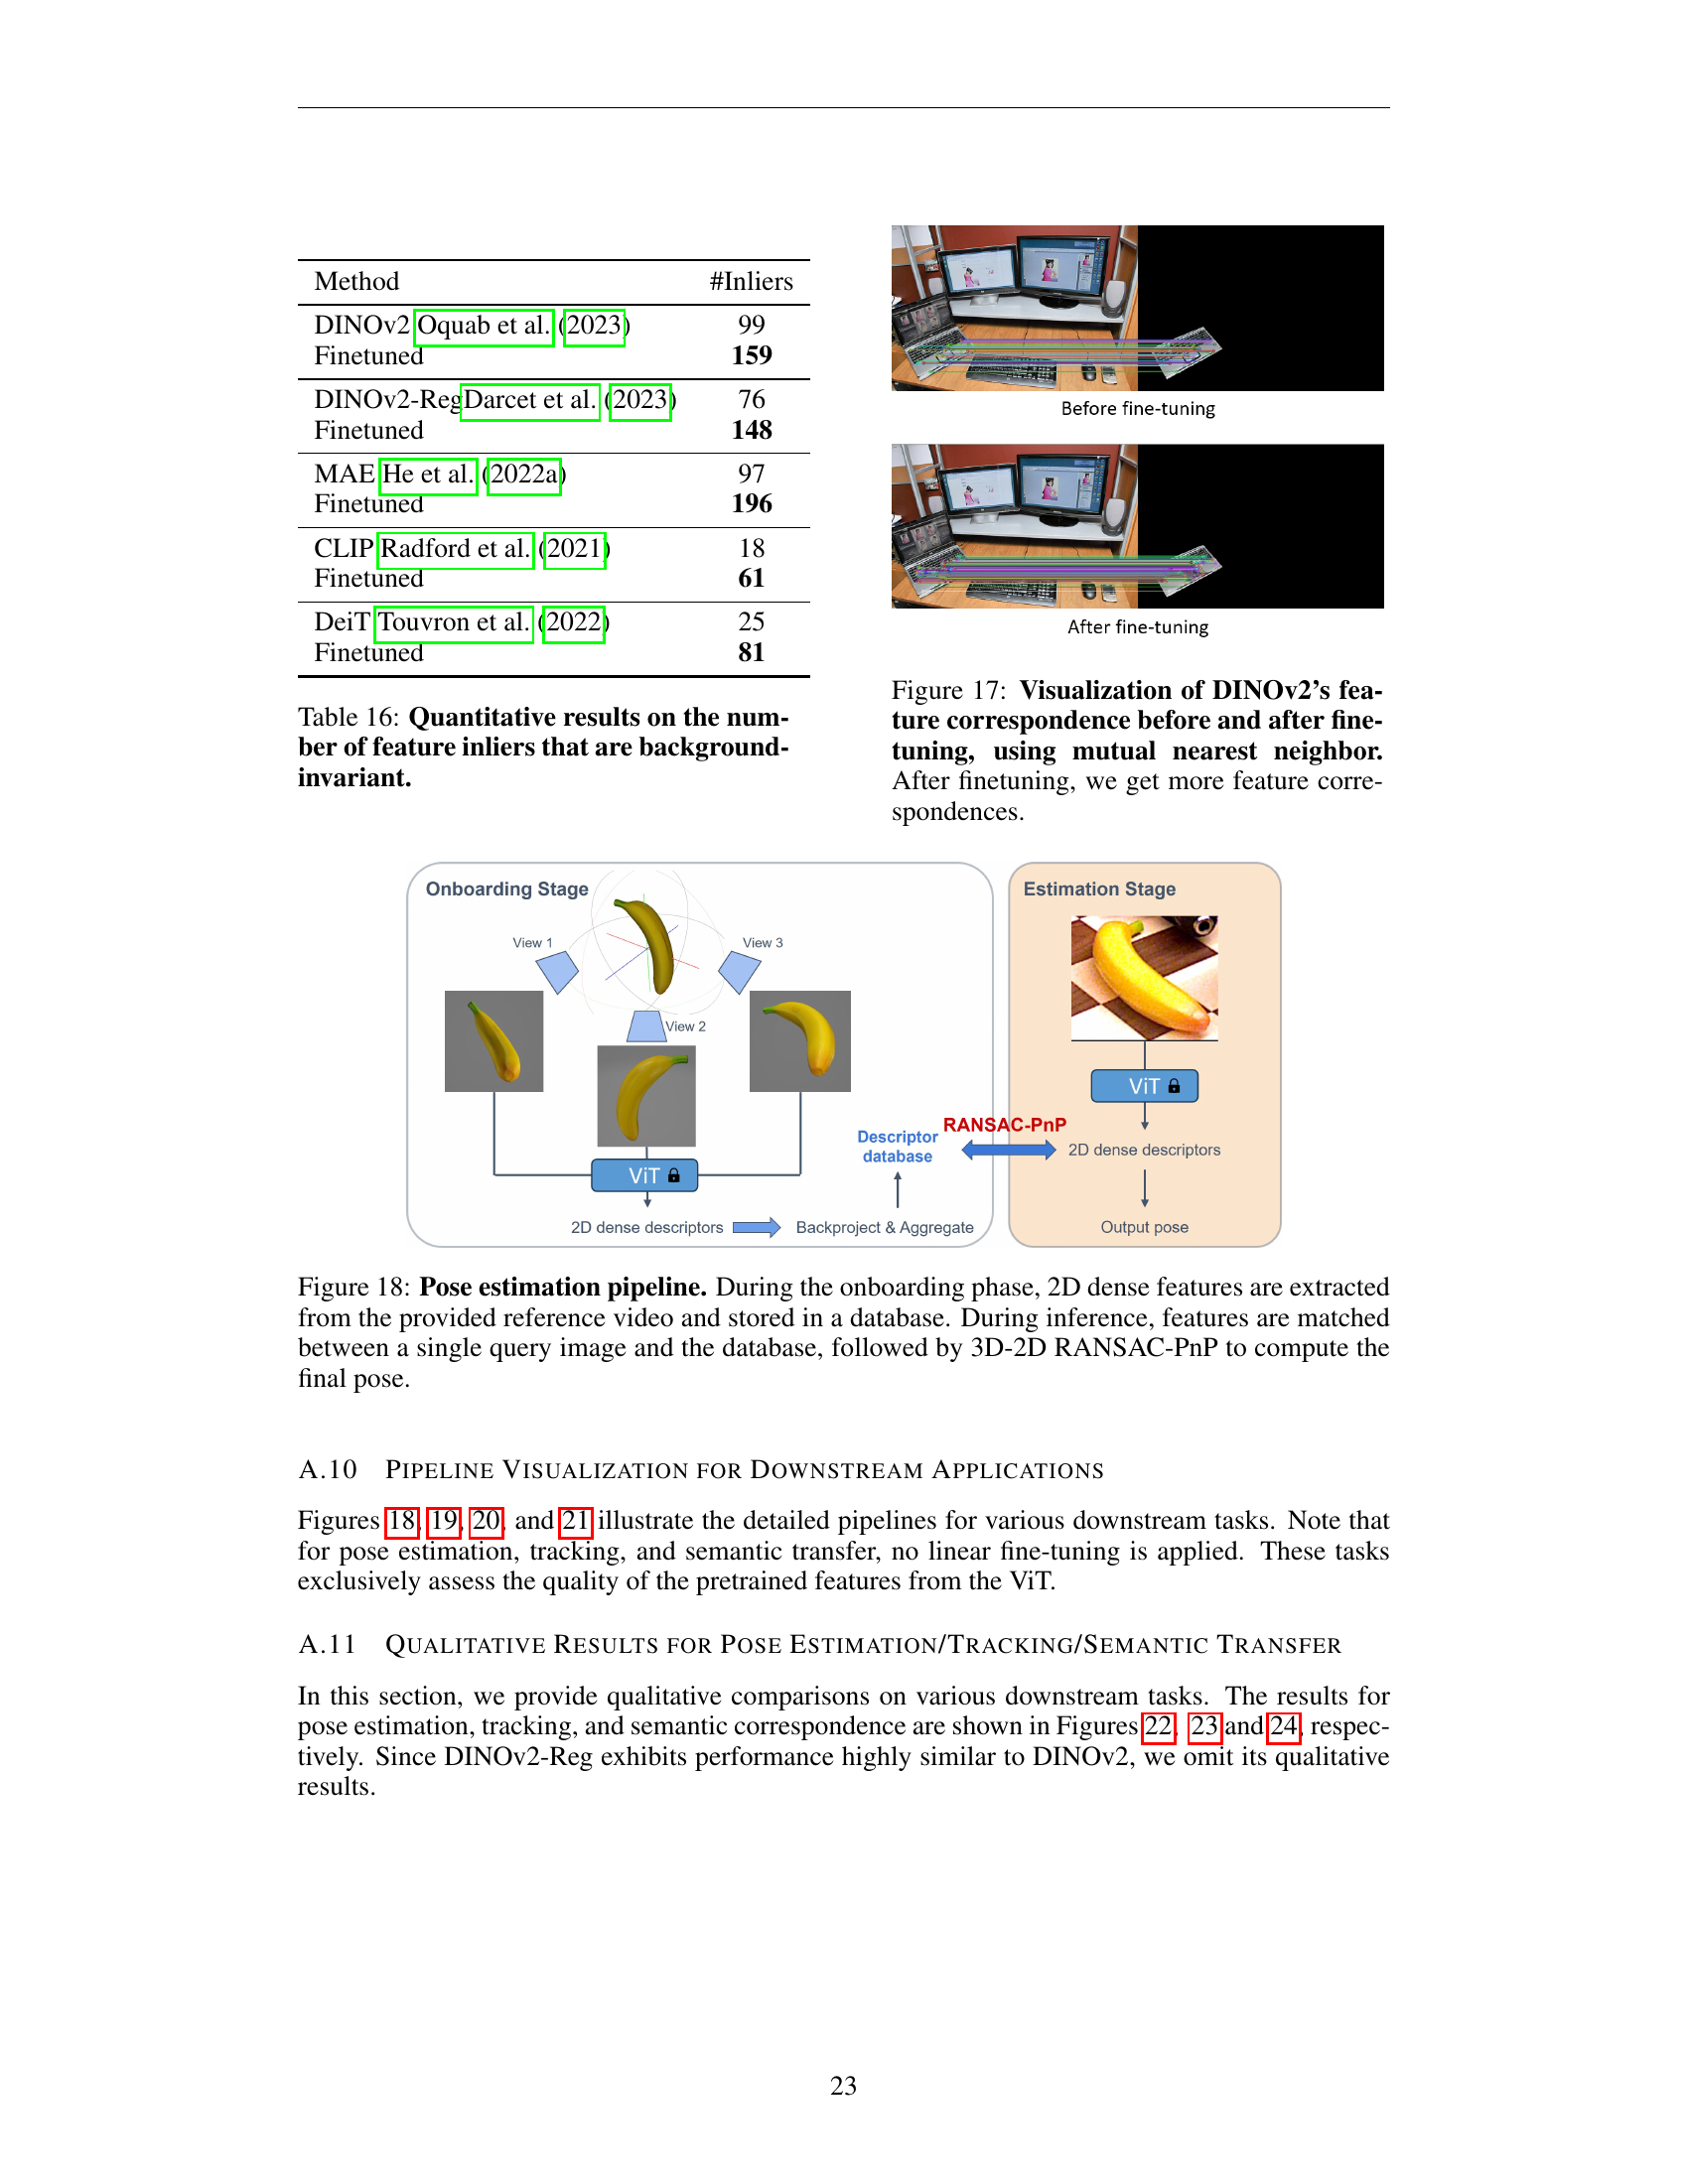 Method #Inliers
DINOv2 Oquab et al. (2023) 99
Finetuned 159
DINOv2-RegDarcet et al. (2023) 76
Finetuned 148
MAE He et al. (2022a) 97
Finetuned 196
CLIP Radford et al. (2021) 18
Finetuned 61
DeiT Touvron et al. (2022) 25
Finetuned 81
Table 16: Quantitative results on the num-
ber of feature inliers that are background-
invariant.
Before fine-tuning
After fine-tuning
Figure 17: Visualization of DINOv2's fea-
ture correspondence before and after fine-
tuning, using mutual nearest neighbor.
After finetuning, we get more feature corre-
spondences.
Onboarding Stage
View 1
View 3
View 2
ViT
2D dense descriptors
Backproject & Aggregate
Descriptor
database
RANSAC-PnP
Estimation Stage
ViT
2D dense descriptors
Output pose
Figure 18: Pose estimation pipeline. During the onboarding phase, 2D dense features are extracted
from the provided reference video and stored in a database. During inference, features are matched
between a single query image and the database, followed by 3D-2D RANSAC-PnP to compute the
final pose.
A.10 PIPELINE VISUALIZATION FOR DOWNSTREAM APPLICATIONS
Figures 18, 19, 20, and 21 illustrate the detailed pipelines for various downstream tasks. Note that
for pose estimation, tracking, and semantic transfer, no linear fine-tuning is applied. These tasks
exclusively assess the quality of the pretrained features from the ViT.
A.11 QUALITATIVE RESULTS FOR POSE ESTIMATION/TRACKING/SEMANTIC TRANSFER
In this section, we provide qualitative comparisons on various downstream tasks. The results for
pose estimation, tracking, and semantic correspondence are shown in Figures 22, 23 and 24, respec-
tively. Since DINOv2-Reg exhibits performance highly similar to DINOv2, we omit its qualitative
results.
23